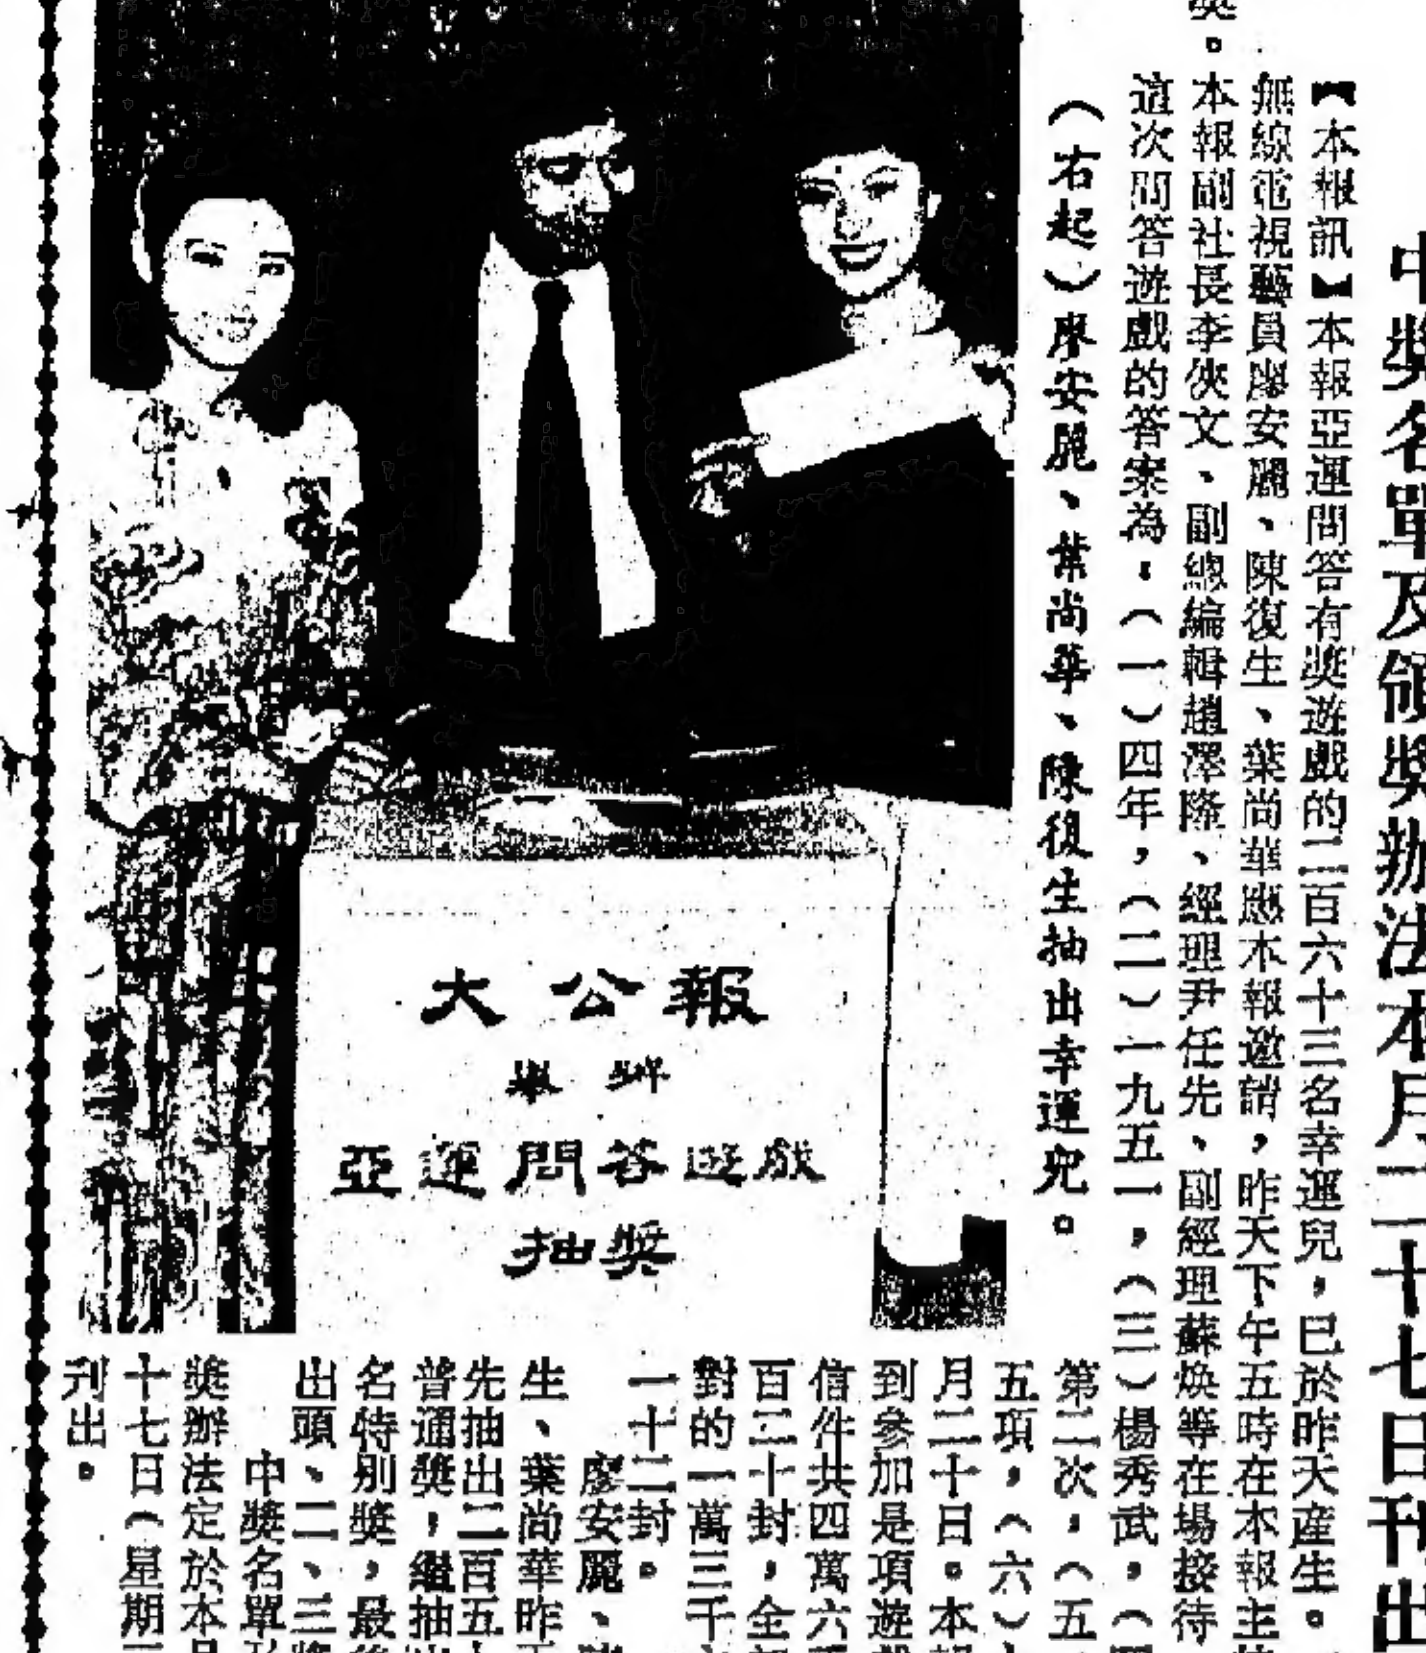 中獎名單及領獎辦法本月二十七日刊出
【本報訊】本報亞運問答有獎遊戲的二百六十三名幸運兒，已於昨天產生。
無線電視藝員廖安麗、陳復生、葉尚華應本報邀請，昨天下午五時在本報主
本報副社長李俠文、副總編輯趙澤隆、經理尹任先、副經理蘇煥等在場接待
獎。
這次問答遊戲的答案為：（一）四年，（二）一九五一，（三）楊秀武，（
（右起）廖安麗、葉尚華、陳復生抽出幸運兒。
大公報
舉辦
亞運問答遊戲
抽獎
第二次，（五
五項，（六）
月二十日。本報
到參加是項遊戲
信件共四萬六千
百三十封，全部
對的一萬三千
一十二封。
廖安麗、陳
生、葉尚華昨天
先抽出二百五十
普通獎，繼抽出
名特別獎，最後
出頭、二、三獎
中獎名單及
獎辦法定於本月
十七日（星期
刊出。